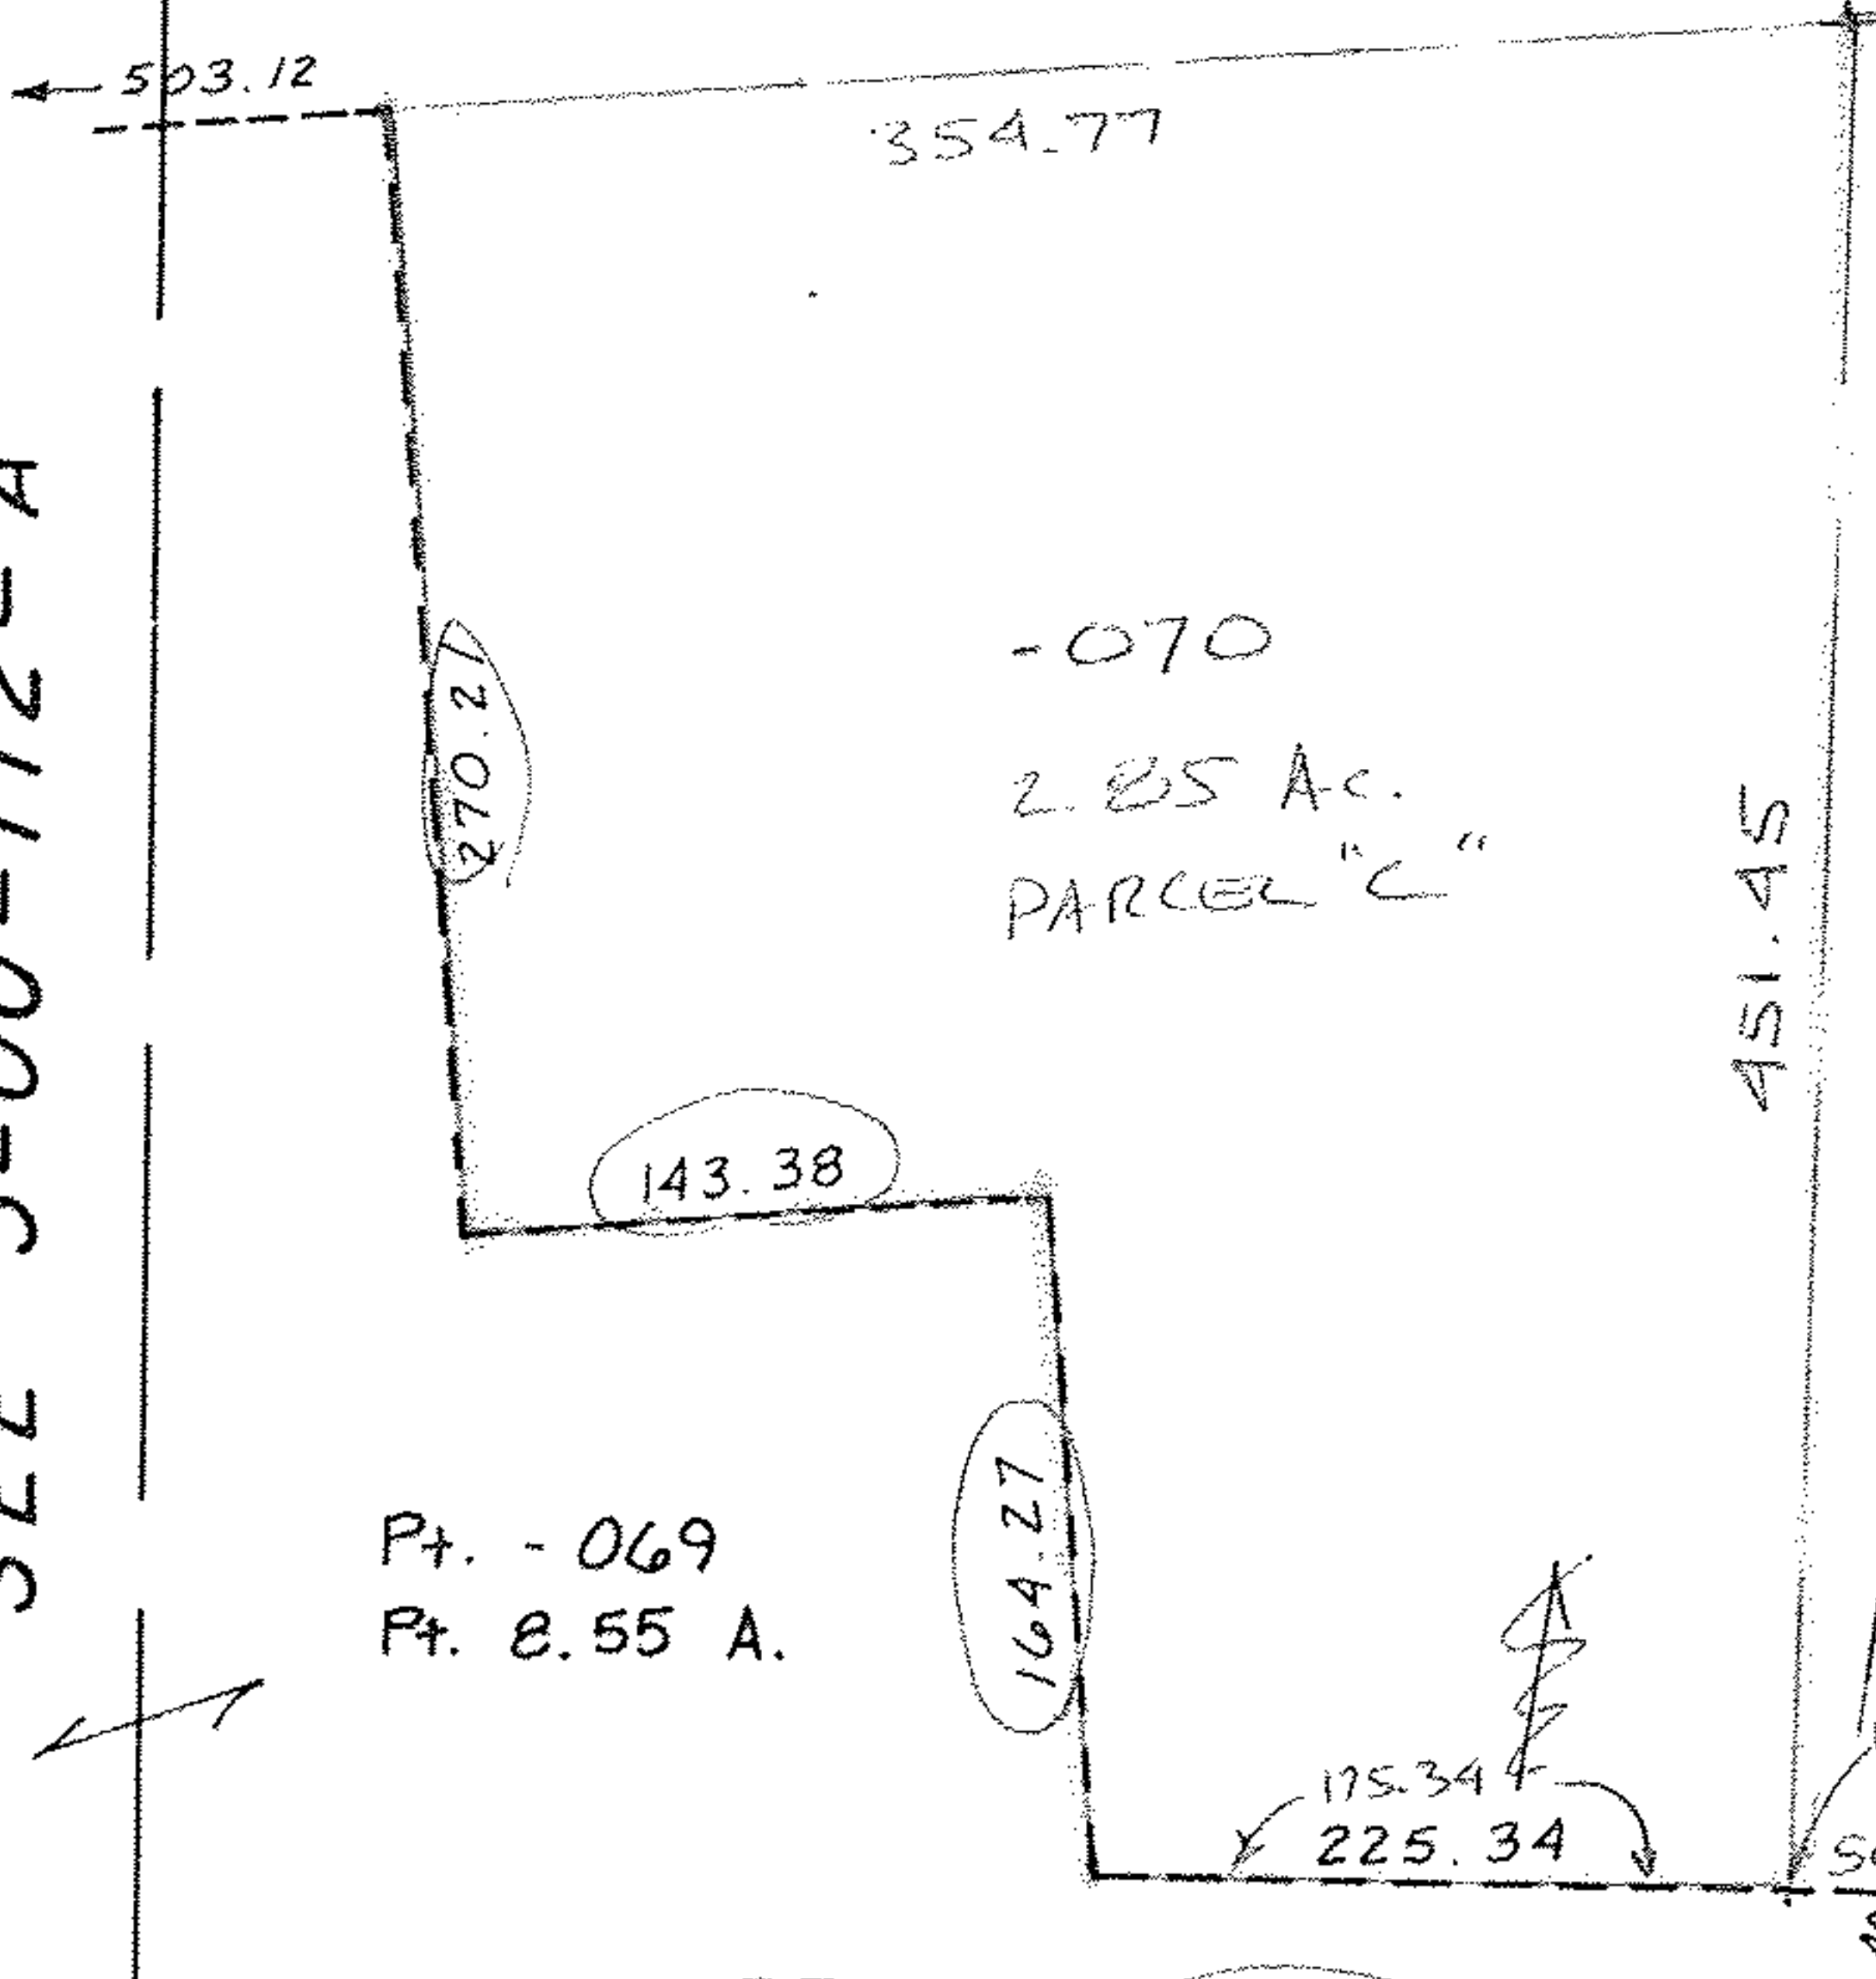 503.12
354.77
270.27
-070
2.85 Ac.
PARCEL "C"
451.45
143.38
164.27
Pt. - 069
Pt. 8.55 A.
175.34
225.34